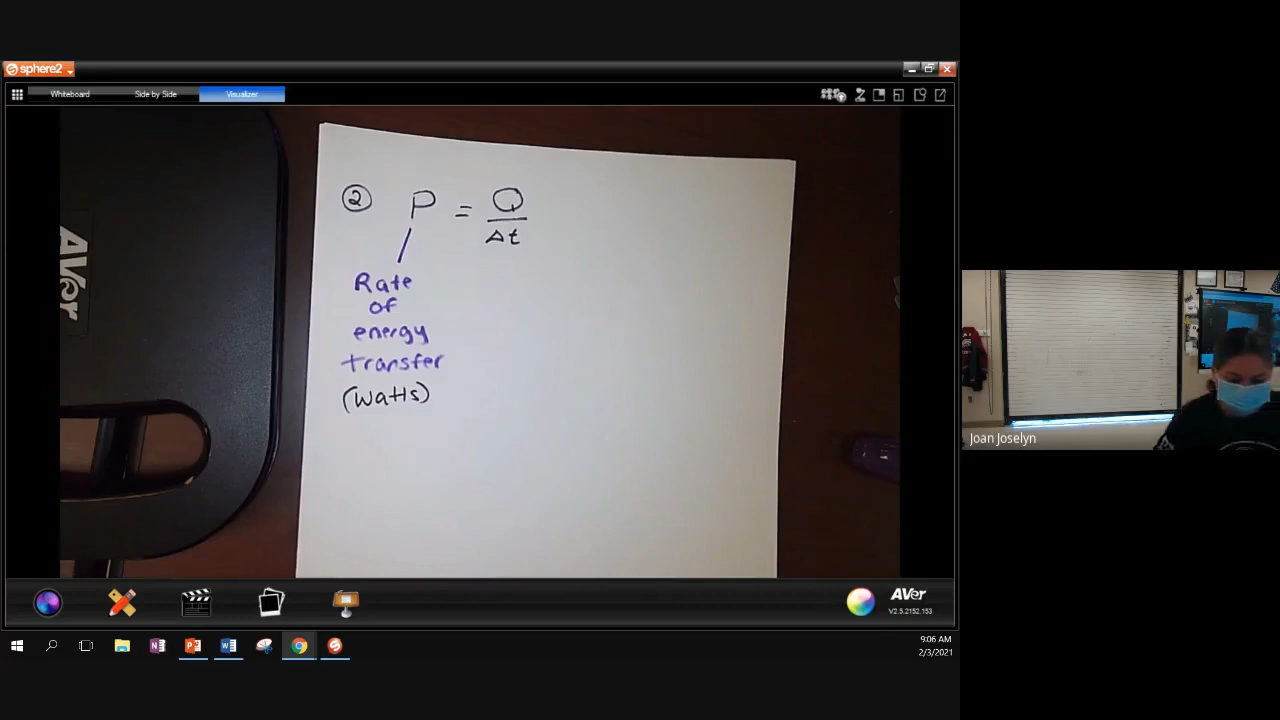 sphere2
Whiteboard
Side by Side
Visualizer
② P = Q
Δt
Rate
of
energy
transfer
(watts)
AVer
Joan Joselyn
AVer
V2.5.2152.153
9:06 AM
2/3/2021